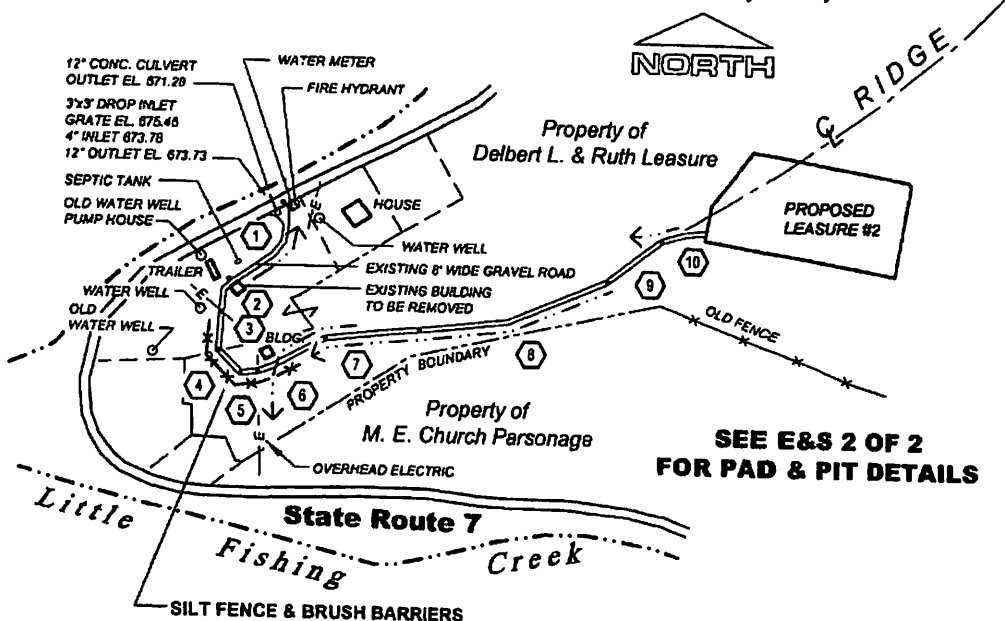 NORTH
℄ RIDGE
12" CONC. CULVERT
OUTLET EL. 671.28
3'x3' DROP INLET
GRATE EL. 675.46
4" INLET 673.78
12" OUTLET EL. 673.73
SEPTIC TANK
OLD WATER WELL
PUMP HOUSE
WATER METER
FIRE HYDRANT
Property of
Delbert L. & Ruth Leasure
PROPOSED
LEASURE #2
E
HOUSE
1
WATER WELL
TRAILER
EXISTING 8' WIDE GRAVEL ROAD
EXISTING BUILDING
TO BE REMOVED
WATER WELL
E
OLD
WATER WELL
2
3
BLDG.
10
9
OLD FENCE
4
5
6
7
8
PROPERTY BOUNDARY
Property of
M. E. Church Parsonage
E
OVERHEAD ELECTRIC
SEE E&S 2 OF 2
FOR PAD & PIT DETAILS
State Route 7
Little Fishing Creek
SILT FENCE & BRUSH BARRIERS